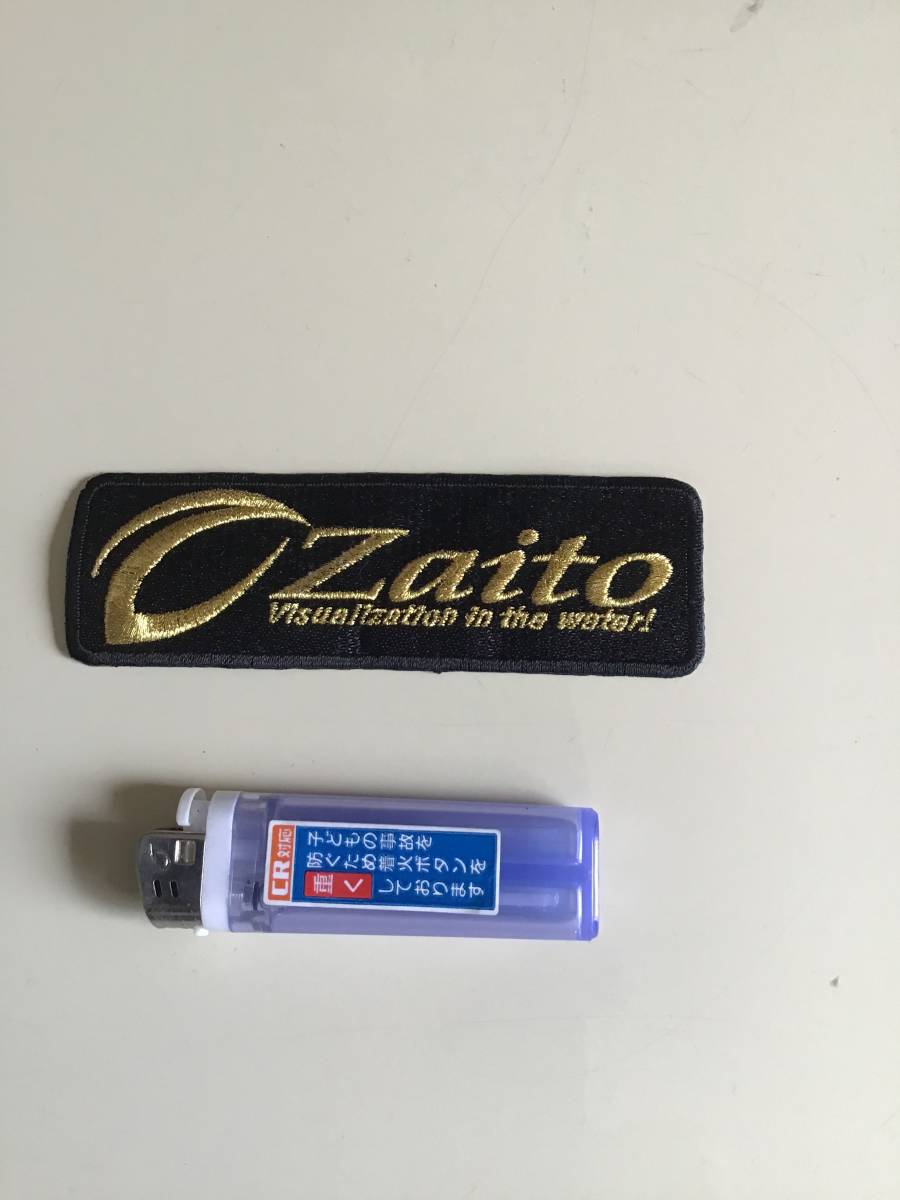 Zaito
Visualization in the water!
CR対応
子どもの事故を
防ぐため着火ボタンを
重く しております